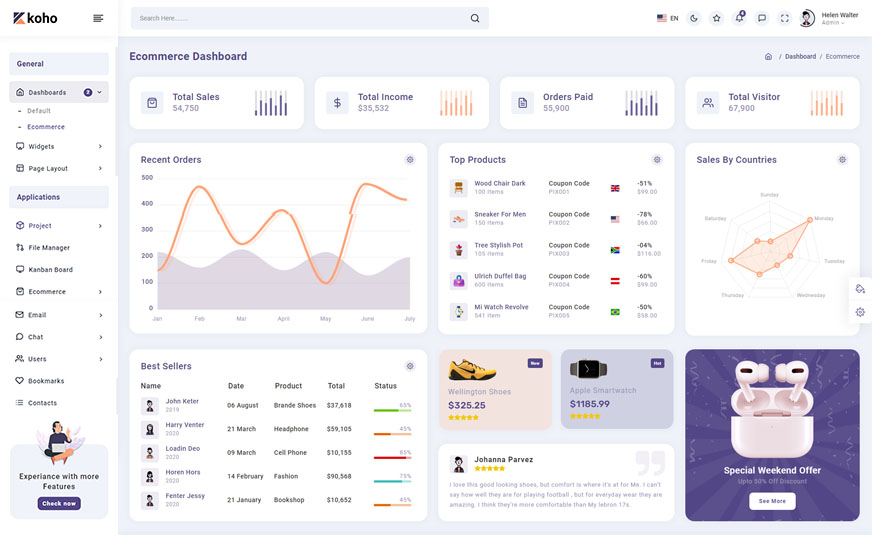 koho
Search Here........
EN
4
Helen Walter
Admin
General
Dashboards
Default
Ecommerce
Widgets
Page Layout
Applications
Project
File Manager
Kanban Board
Ecommerce
Email
Chat
Users
Bookmarks
Contacts
Experiance with more
Features
Check now
Ecommerce Dashboard
/ Dashboard / Ecommerce
Total Sales
54,750
Total Income
$35,532
Orders Paid
55,900
Total Visitor
67,900
Recent Orders
500
400
300
200
100
0
Jan Feb Mar April May June July
Top Products
Wood Chair Dark Coupon Code -51%
100 Items PIX001 $99.00
Sneaker For Men Coupon Code -78%
150 Items PIX002 $66.00
Tree Stylish Pot Coupon Code -04%
105 Items PIX003 $116.00
Ulrich Duffel Bag Coupon Code -60%
600 Items PIX004 $99.00
Mi Watch Revolve Coupon Code -50%
541 Item PIX005 $58.00
Sales By Countries
Sunday
Monday
Tuesday
Wednesday
Thursday
Friday
Saturday
Best Sellers
Name Date Product Total Status
John Keter 06 August Brande Shoes $37,618 65%
2019
Harry Venter 21 March Headphone $59,105 45%
2020
Loadin Deo 09 March Cell Phone $10,155 85%
2020
Horen Hors 14 February Fashion $90,568 75%
2020
Fenter Jessy 21 January Bookshop $10,652 45%
2020
New
Wellington Shoes
$325.25
Hot
Apple Smartwatch
$1185.99
Johanna Parvez
I love this good looking shoes, but comfort is where it's at for Me. I can't
say how well they are for playing football , but for everyday wear they are
amazing. I think they're more comfortable than My lebron 17s.
Special Weekend Offer
Upto 50% Off Discount
See More